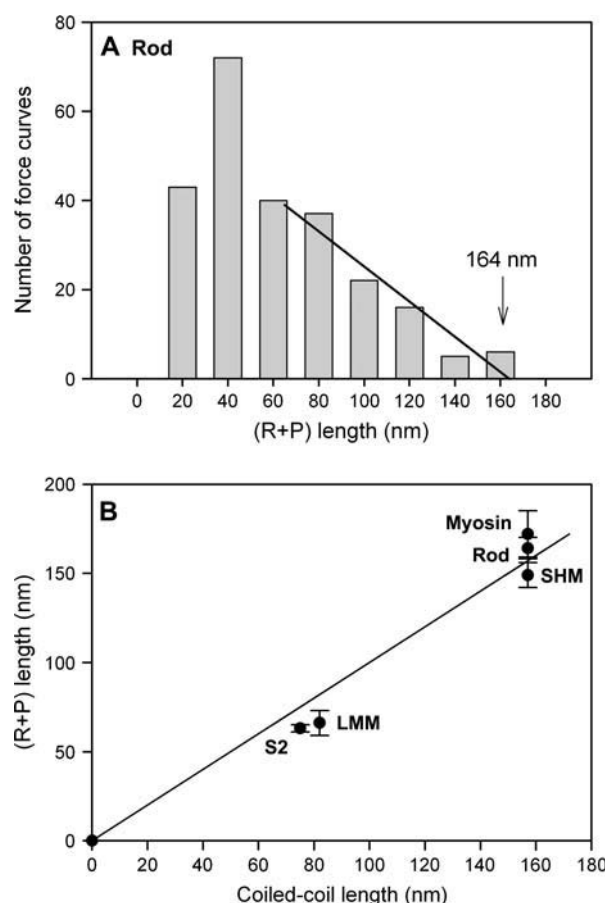 A Rod
Number of force curves
80
60
40
20
0
164 nm
0 20 40 60 80 100 120 140 160 180
(R+P) length (nm)
B
(R+P) length (nm)
200
150
100
50
0
Myosin
Rod
SHM
S2
LMM
0 20 40 60 80 100 120 140 160 180
Coiled-coil length (nm)